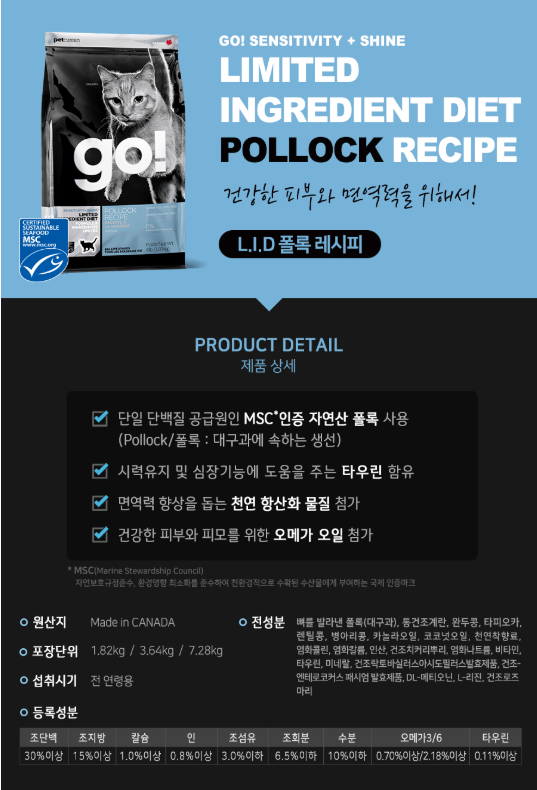 GO! SENSITIVITY + SHINE
LIMITED
INGREDIENT DIET
POLLOCK RECIPE
건강한 피부와 면역력을 위해서!
L.I.D 폴록 레시피
go!
LIMITED
INGREDIENT DIET
POLLOCK
RECIPE
CERTIFIED
SUSTAINABLE
SEAFOOD
MSC
www.msc.org
PRODUCT DETAIL
제품 상세
단일 단백질 공급원인 MSC*인증 자연산 폴록 사용
(Pollock/폴록 : 대구과에 속하는 생선)
시력유지 및 심장기능에 도움을 주는 타우린 함유
면역력 향상을 돕는 천연 항산화 물질 첨가
건강한 피부와 피모를 위한 오메가 오일 첨가
* MSC(Marine Stewardship Council)
자연보호규정준수, 환경영향 최소화를 준수하여 친환경적으로 수확된 수산물에게 부여하는 국제 인증마크
원산지 Made in CANADA
포장단위 1.82kg / 3.64kg / 7.28kg
섭취시기 전 연령용
전성분 뼈를 발라낸 폴록(대구과), 통건조계란, 완두콩, 타피오카,
렌틸콩, 병아리콩, 카놀라오일, 코코넛오일, 천연착향료,
염화콜린, 염화칼륨, 인산, 건조치커리뿌리, 염화나트륨, 비타민,
타우린, 미네랄, 건조락토바실러스아시도필러스발효제품, 건조-
엔테로코커스 패시엄 발효제품, DL-메티오닌, L-리진, 건조로즈
마리
등록성분
조단백 조지방 칼슘 인 조섬유 조회분 수분 오메가3/6 타우린
30%이상 15%이상 1.0%이상 0.8%이상 3.0%이하 6.5%이하 10%이하 0.70%이상/2.18%이상 0.11%이상